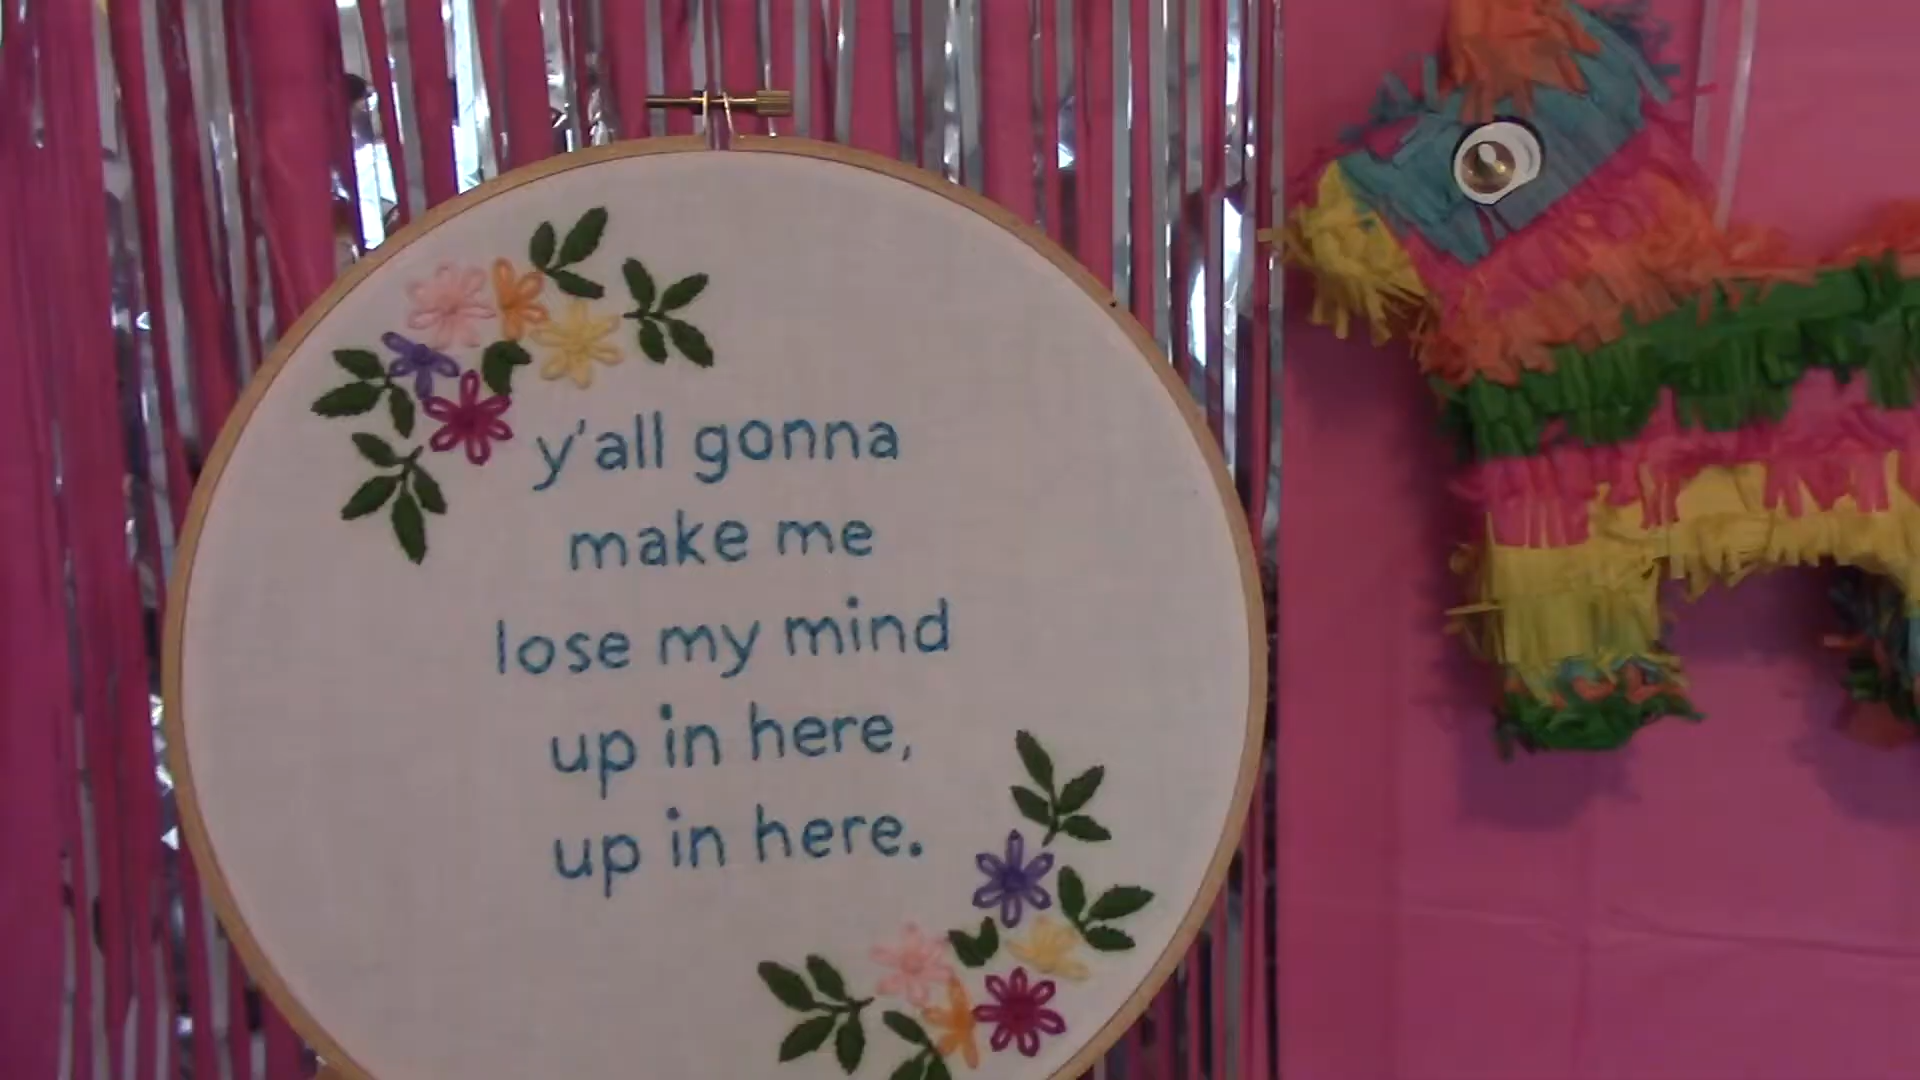 y'all gonna
make me
lose my mind
up in here,
up in here.